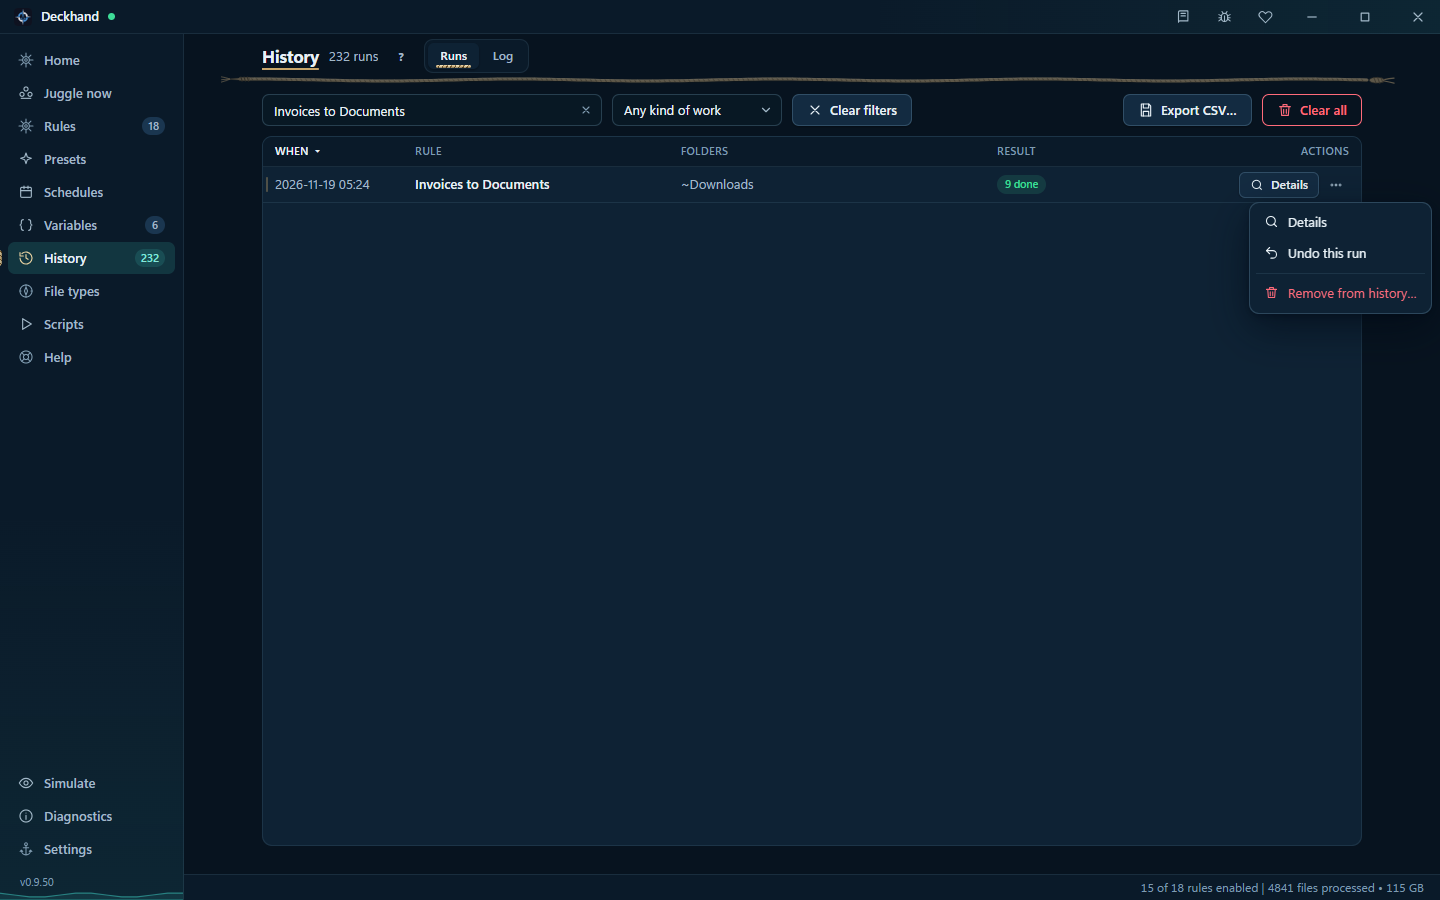 Deckhand
Home
Juggle now
Rules 18
Presets
Schedules
Variables 6
History 232
File types
Scripts
Help
Simulate
Diagnostics
Settings
v0.9.50
History 232 runs ? Runs Log
Invoices to Documents Any kind of work Clear filters Export CSV... Clear all
WHEN RULE FOLDERS RESULT ACTIONS
2026-11-19 05:24 Invoices to Documents ~Downloads 9 done Details
Details
Undo this run
Remove from history...
15 of 18 rules enabled | 4841 files processed • 115 GB